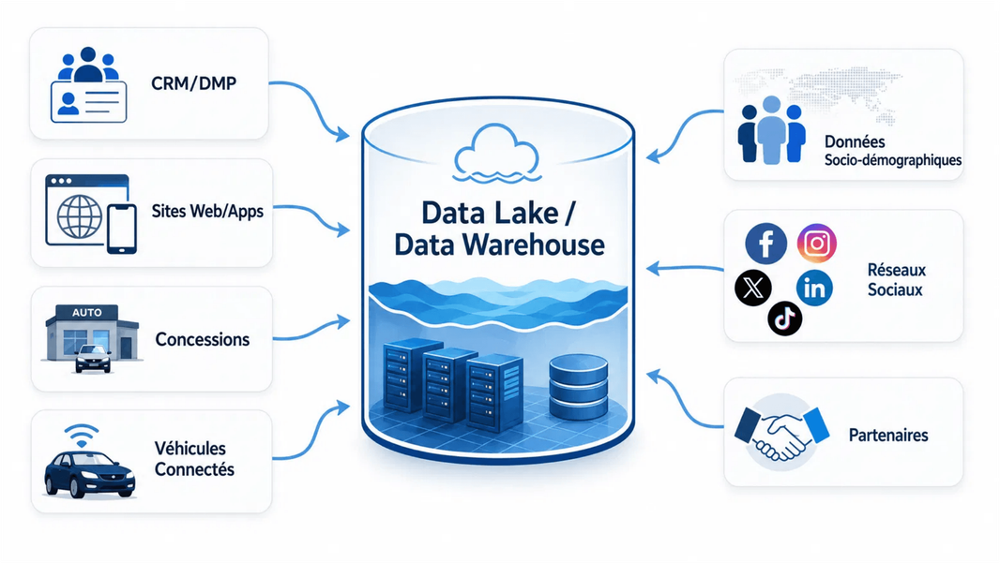 CRM/DMP
Sites Web/Apps
AUTO
Concessions
Véhicules
Connectés
Data Lake /
Data Warehouse
Données
Socio-démographiques
f
X
in
Réseaux
Sociaux
Partenaires